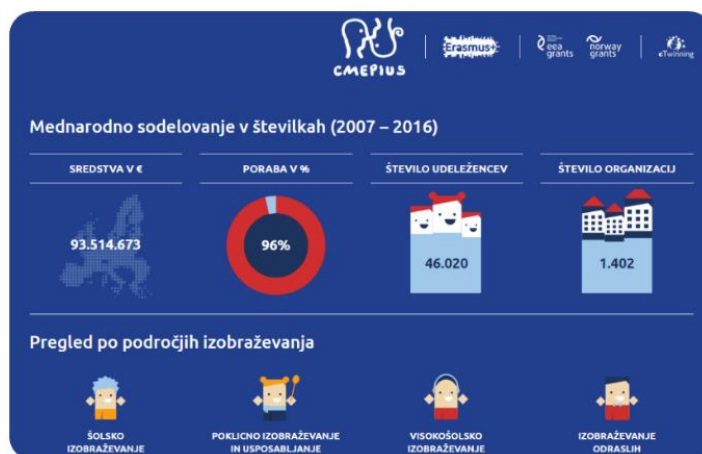 CMEPIUS
Erasmus+
eea grants
norway grants
eTwinning
Mednarodno sodelovanje v številkah (2007 – 2016)
SREDSTVA V €
PORABA V %
ŠTEVILO UDELEŽENCEV
ŠTEVILO ORGANIZACIJ
93.514.673
96%
46.020
1.402
Pregled po področjih izobraževanja
ŠOLSKO
IZOBRAŽEVANJE
POKLICNO IZOBRAŽEVANJE
IN USPOSABLJANJE
VISOKOŠOLSKO
IZOBRAŽEVANJE
IZOBRAŽEVANJE
ODRASLIH